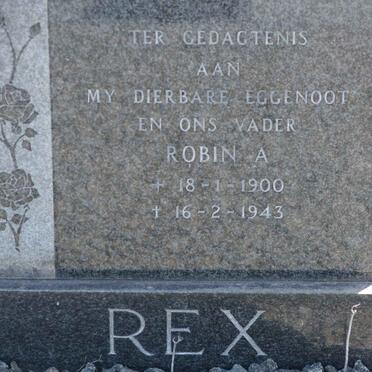 TER GEDAGTENIS
AAN
MY DIERBARE EGGENOOT
EN ONS VADER
ROBIN A
+ 18-1-1900
+ 16-2-1943
REX